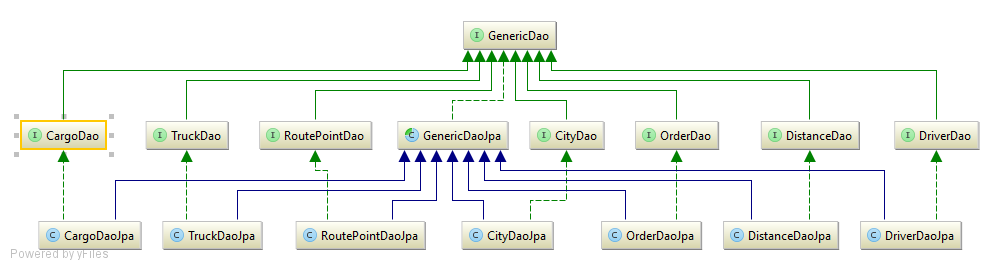 I GenericDao
I CargoDao
I TruckDao
I RoutePointDao
C GenericDaoJpa
I CityDao
I OrderDao
I DistanceDao
I DriverDao
C CargoDaoJpa
C TruckDaoJpa
C RoutePointDaoJpa
C CityDaoJpa
C OrderDaoJpa
C DistanceDaoJpa
C DriverDaoJpa
Powered by yFiles